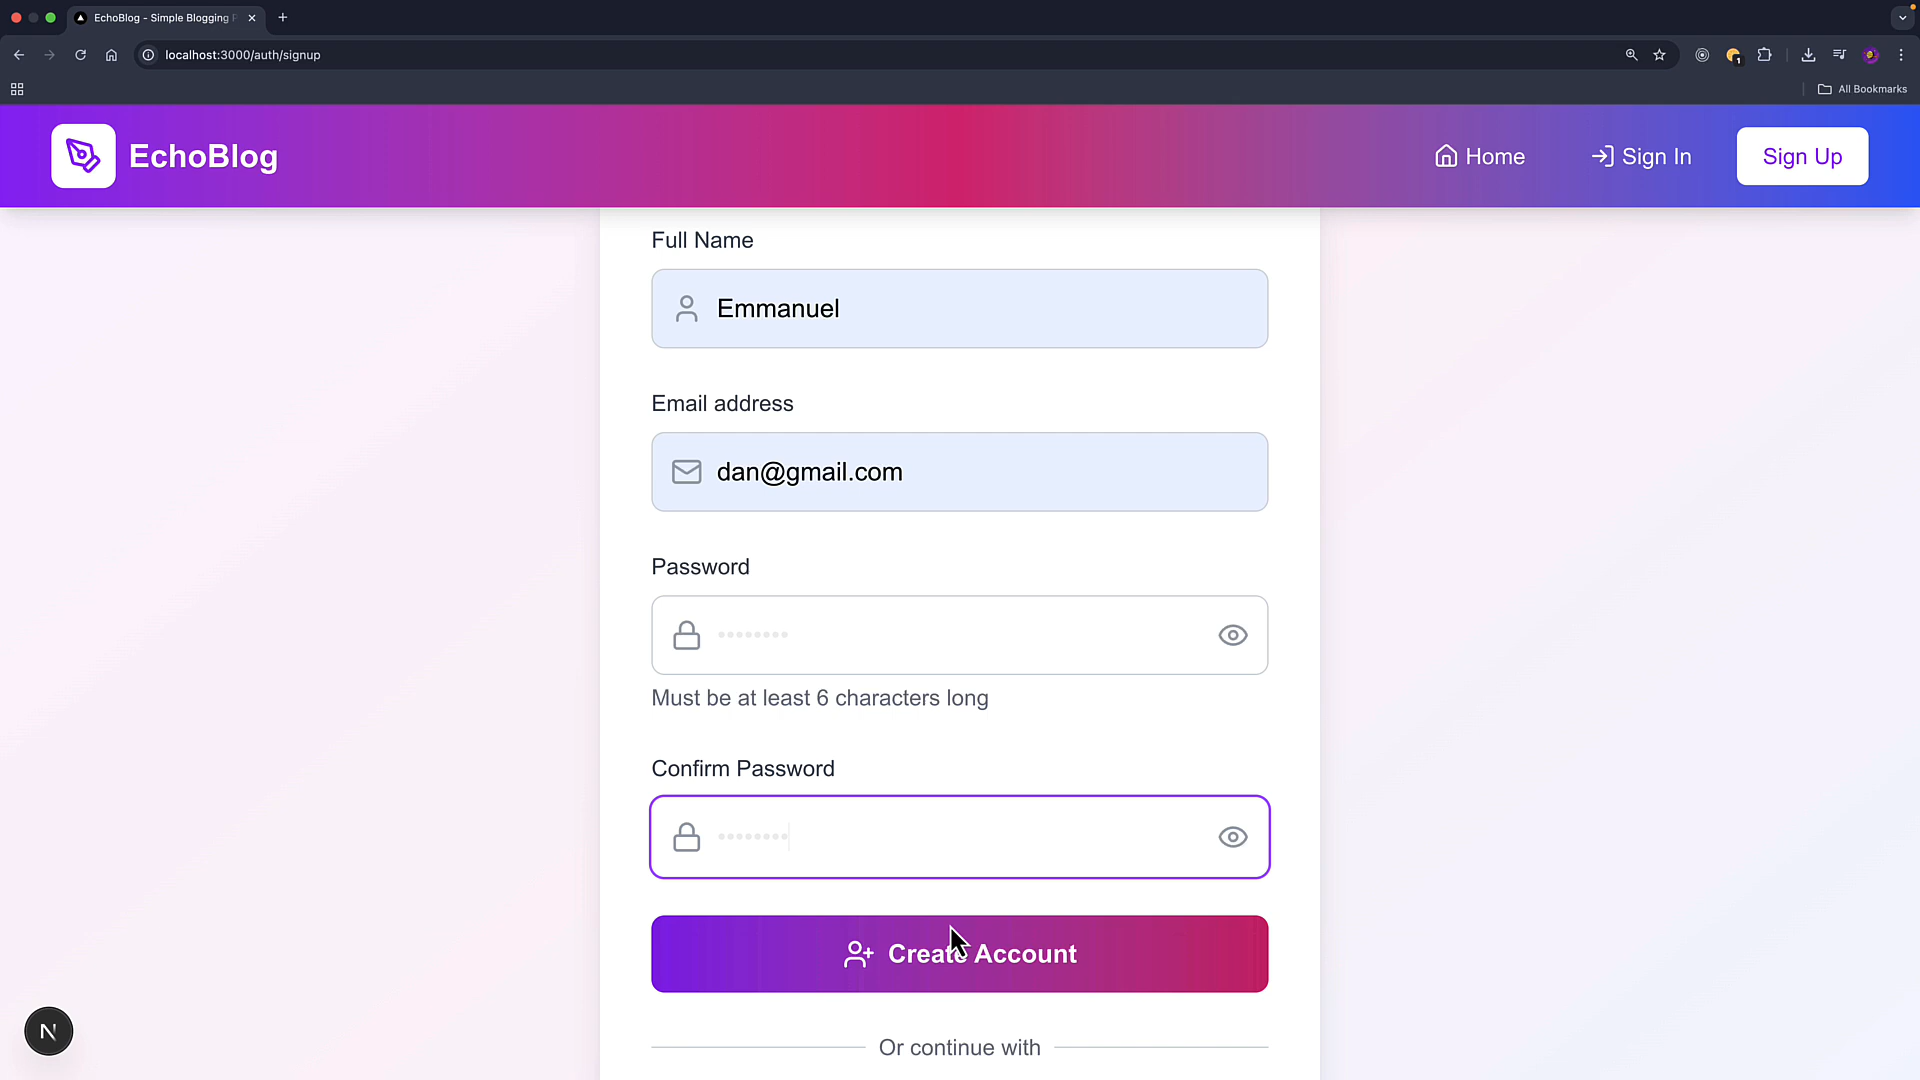 EchoBlog - Simple Blogging
localhost:3000/auth/signup
1
All Bookmarks
EchoBlog
Home
Sign In
Sign Up
Full Name
Emmanuel
Email address
dan@gmail.com
Password
••••••••
Must be at least 6 characters long
Confirm Password
••••••••
Create Account
N
Or continue with